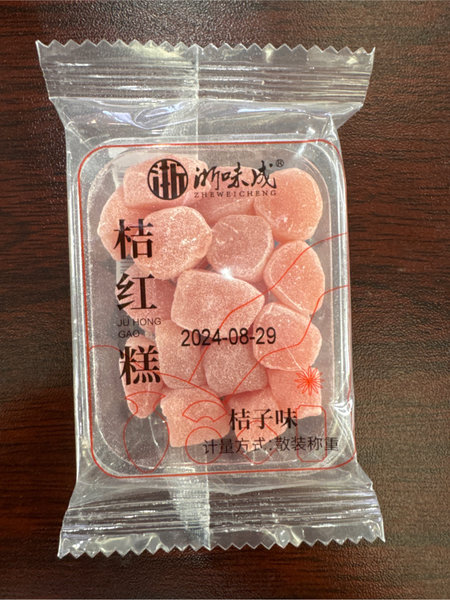 浙
浙味成®
ZHEWEICHENG
桔红糕
JU HONG
GAO
2024-08-29
桔子味
计量方式:散装称重